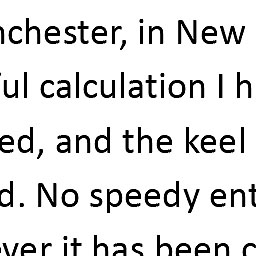 nchester, in New
ful calculation I h
ed, and the keel
d. No speedy ent
ever it has been c